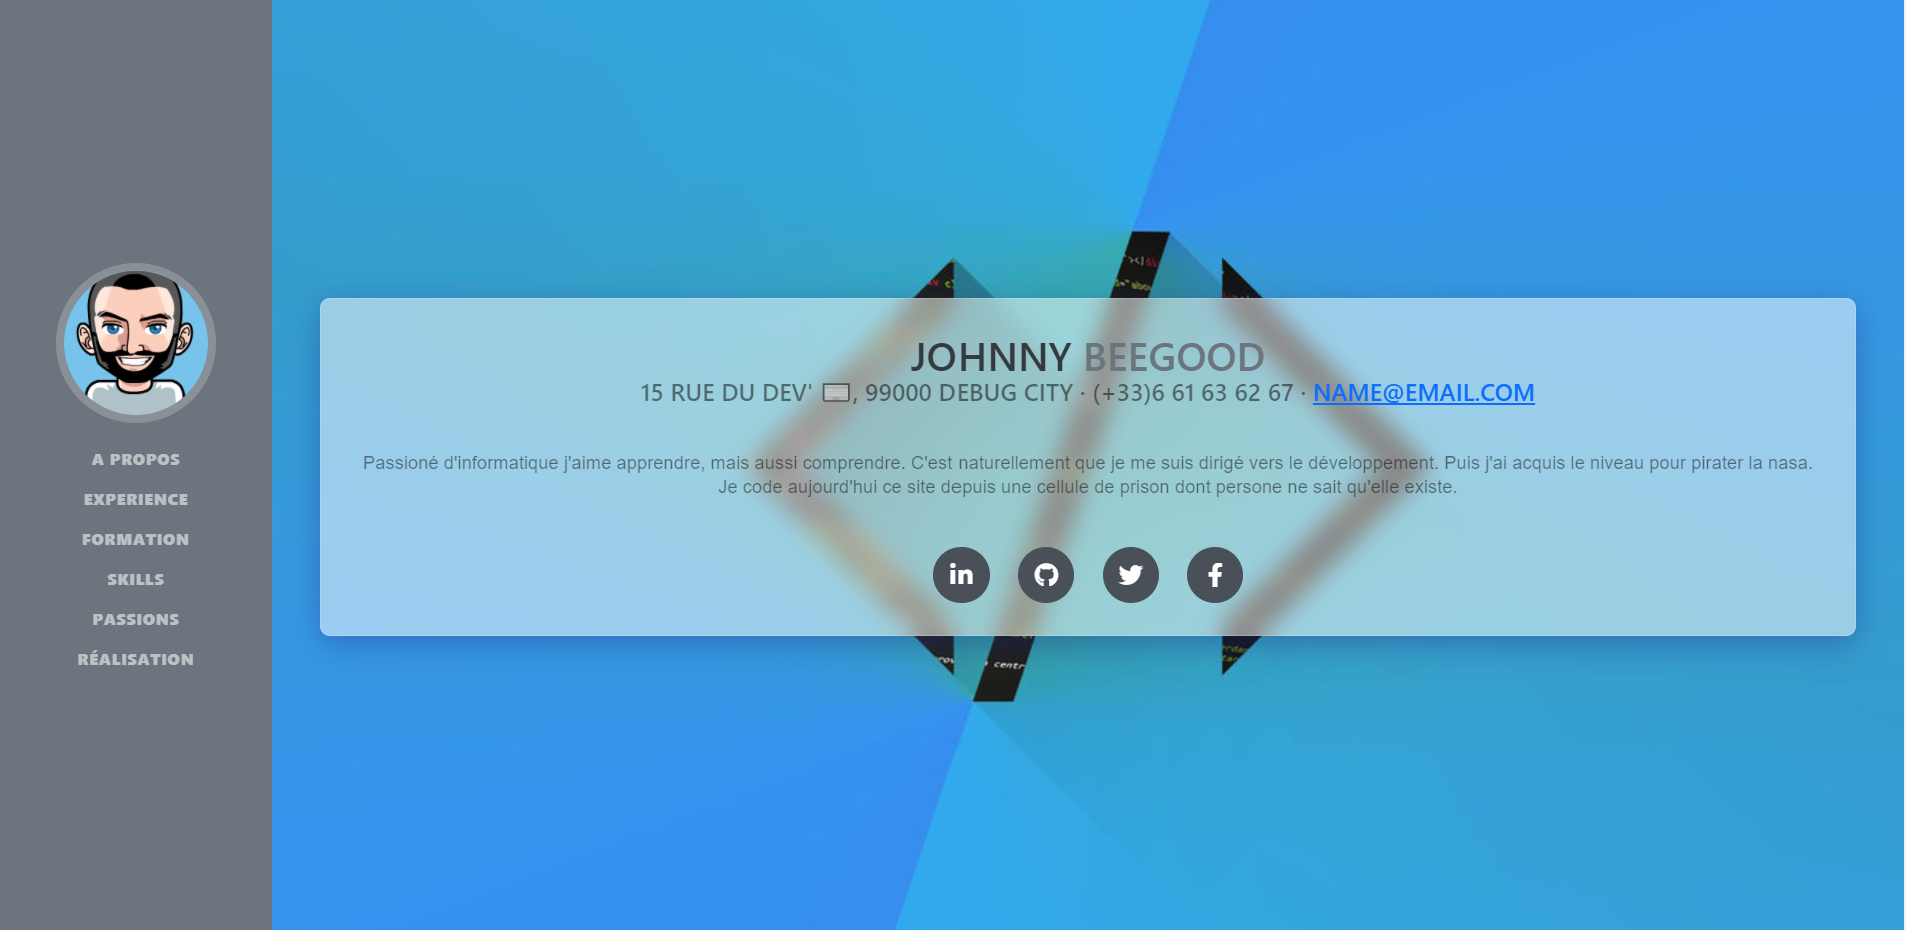 A PROPOS
EXPERIENCE
FORMATION
SKILLS
PASSIONS
RÉALISATION
JOHNNY BEEGOOD
15 RUE DU DEV' ⌨, 99000 DEBUG CITY · (+33)6 61 63 62 67 · NAME@EMAIL.COM
Passioné d'informatique j'aime apprendre, mais aussi comprendre. C'est naturellement que je me suis dirigé vers le développement. Puis j'ai acquis le niveau pour pirater la nasa.
Je code aujourd'hui ce site depuis une cellule de prison dont persone ne sait qu'elle existe.
in